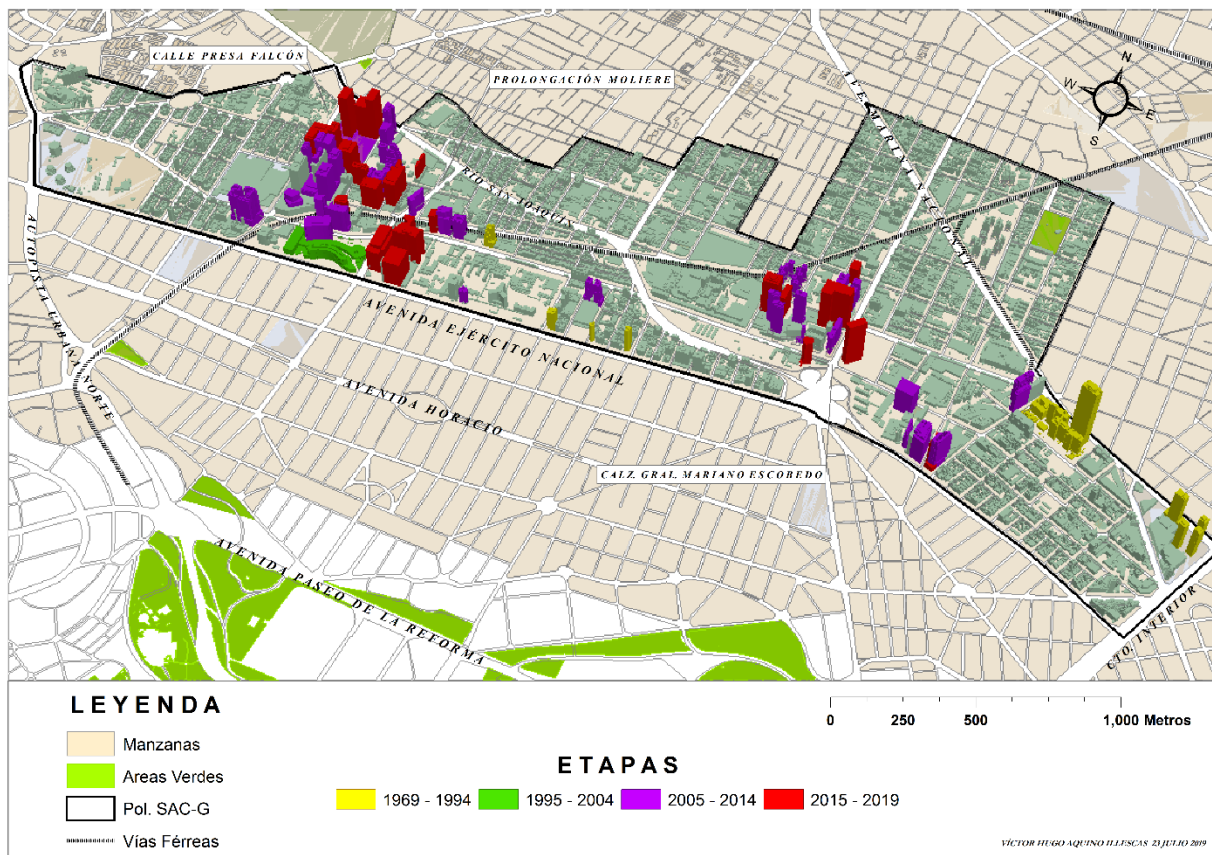 CALLE PRESA FALCÓN
PROLONGACIÓN MOLIERE
AVE. MARINA NACIONAL
N
W
E
S
RIO SAN JOAQUÍN
AUTOPISTA URBANA NORTE
AVENIDA EJÉRCITO NACIONAL
AVENIDA HORACIO
CALZ. GRAL. MARIANO ESCOBEDO
AVENIDA PASEO DE LA REFORMA
CTO. INTERIOR
LEYENDA
Manzanas
Areas Verdes
Pol. SAC-G
Vías Férreas
0 250 500 1,000 Metros
ETAPAS
1969 - 1994 1995 - 2004 2005 - 2014 2015 - 2019
VÍCTOR HUGO AQUINO ILLESCAS 23 JULIO 2019